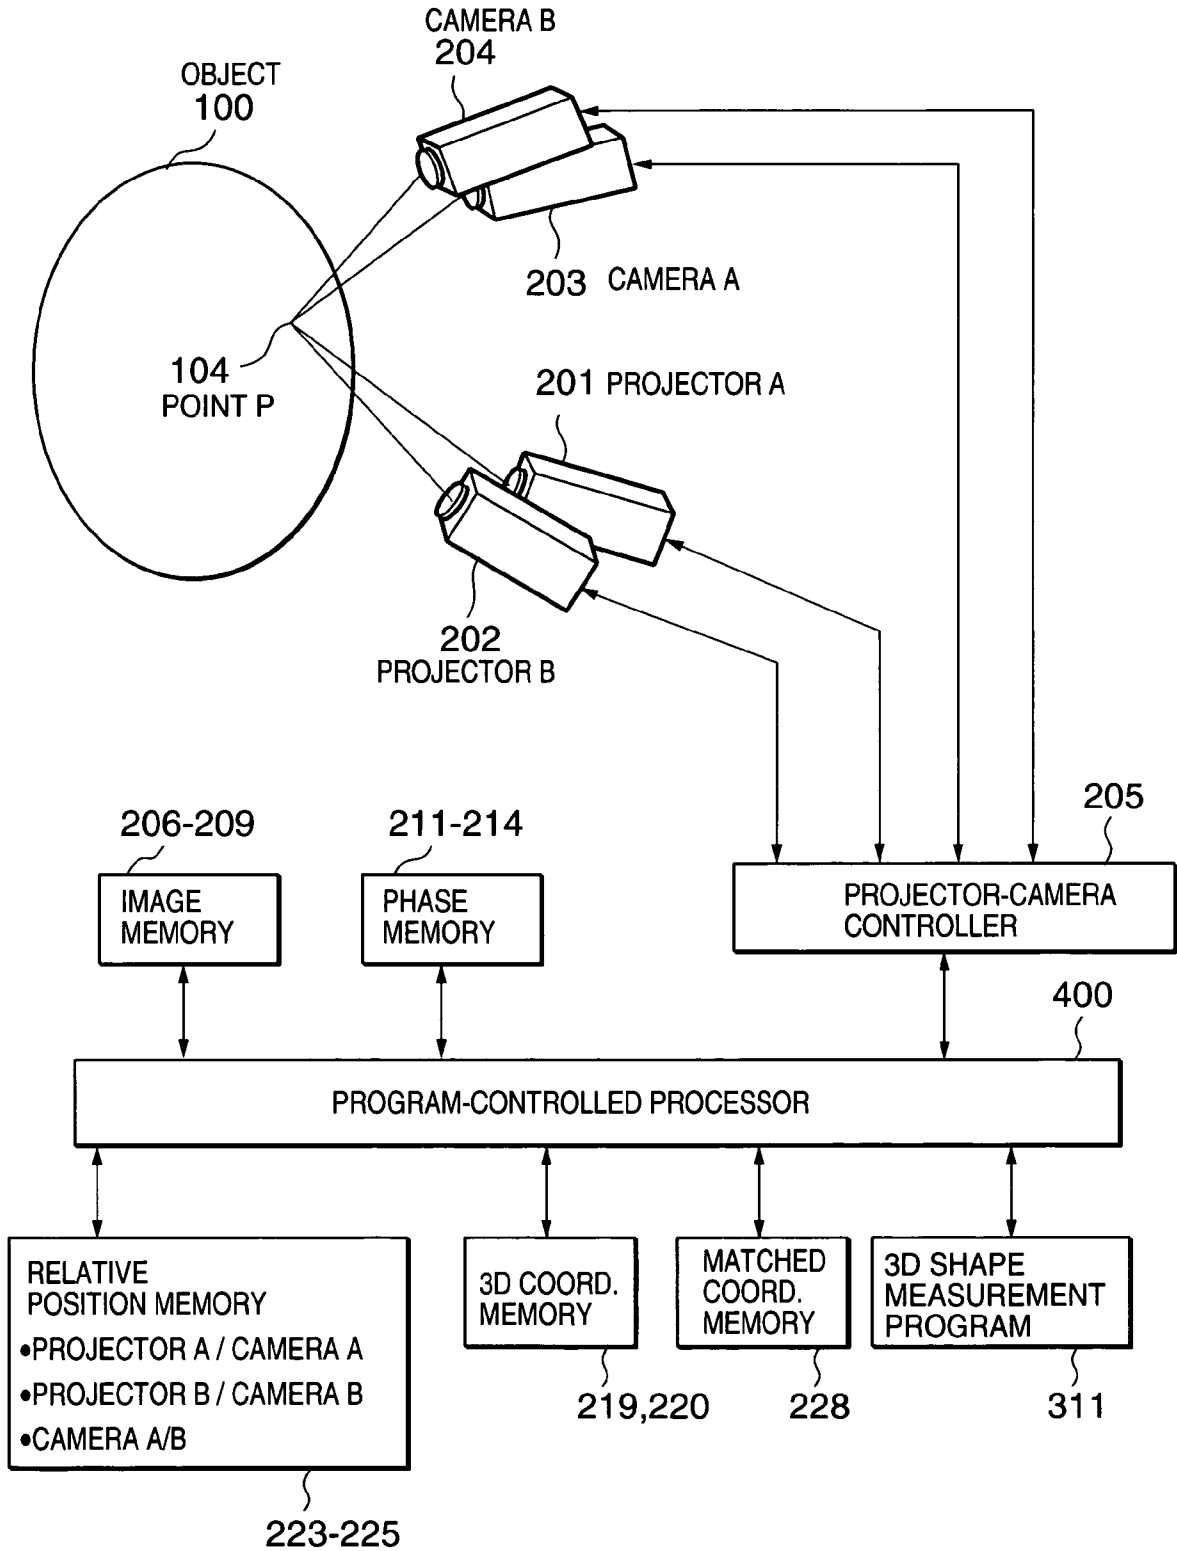 CAMERA B
204
OBJECT
100
203 CAMERA A
104
POINT P
201 PROJECTOR A
202
PROJECTOR B
205
206-209
211-214
IMAGE
MEMORY
PHASE
MEMORY
PROJECTOR-CAMERA
CONTROLLER
400
PROGRAM-CONTROLLED PROCESSOR
RELATIVE
POSITION MEMORY
•PROJECTOR A / CAMERA A
•PROJECTOR B / CAMERA B
•CAMERA A/B
3D COORD.
MEMORY
MATCHED
COORD.
MEMORY
3D SHAPE
MEASUREMENT
PROGRAM
219,220
228
311
223-225